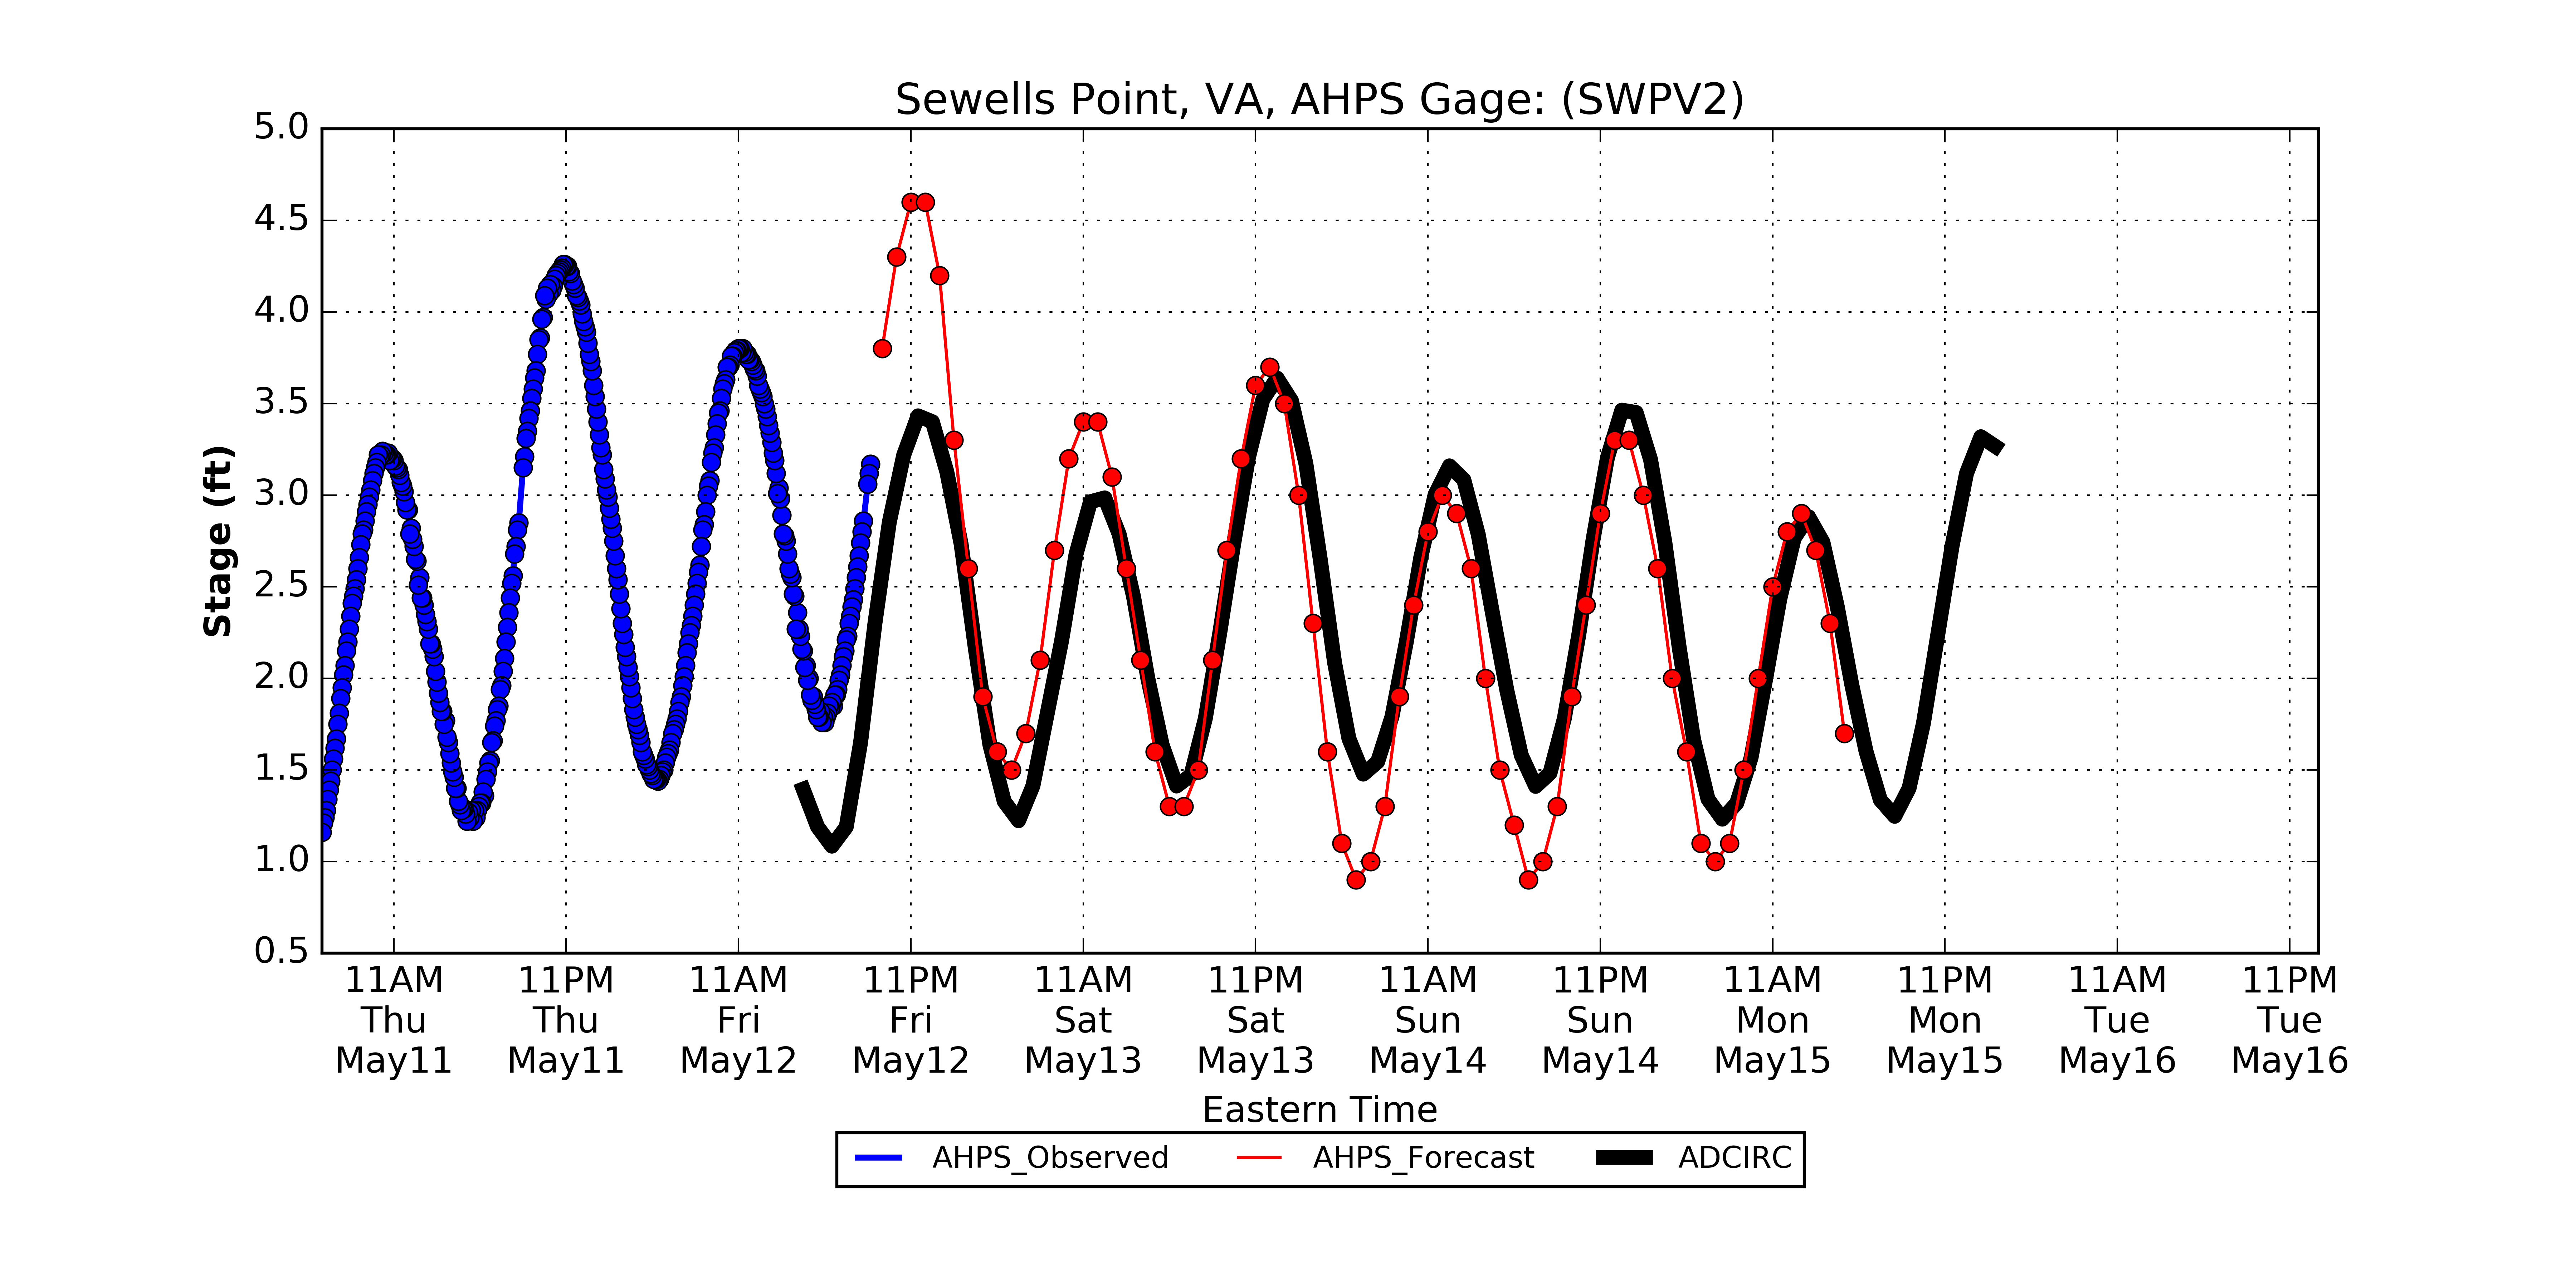 Sewells Point, VA, AHPS Gage: (SWPV2)
5.0
4.5
4.0
3.5
3.0
2.5
2.0
1.5
1.0
0.5
Stage (ft)
11AM 11PM 11AM 11PM 11AM 11PM 11AM 11PM 11AM 11PM 11AM 11PM
Thu Thu Fri Fri Sat Sat Sun Sun Mon Mon Tue Tue
May11 May11 May12 May12 May13 May13 May14 May14 May15 May15 May16 May16
Eastern Time
AHPS_Observed AHPS_Forecast ADCIRC